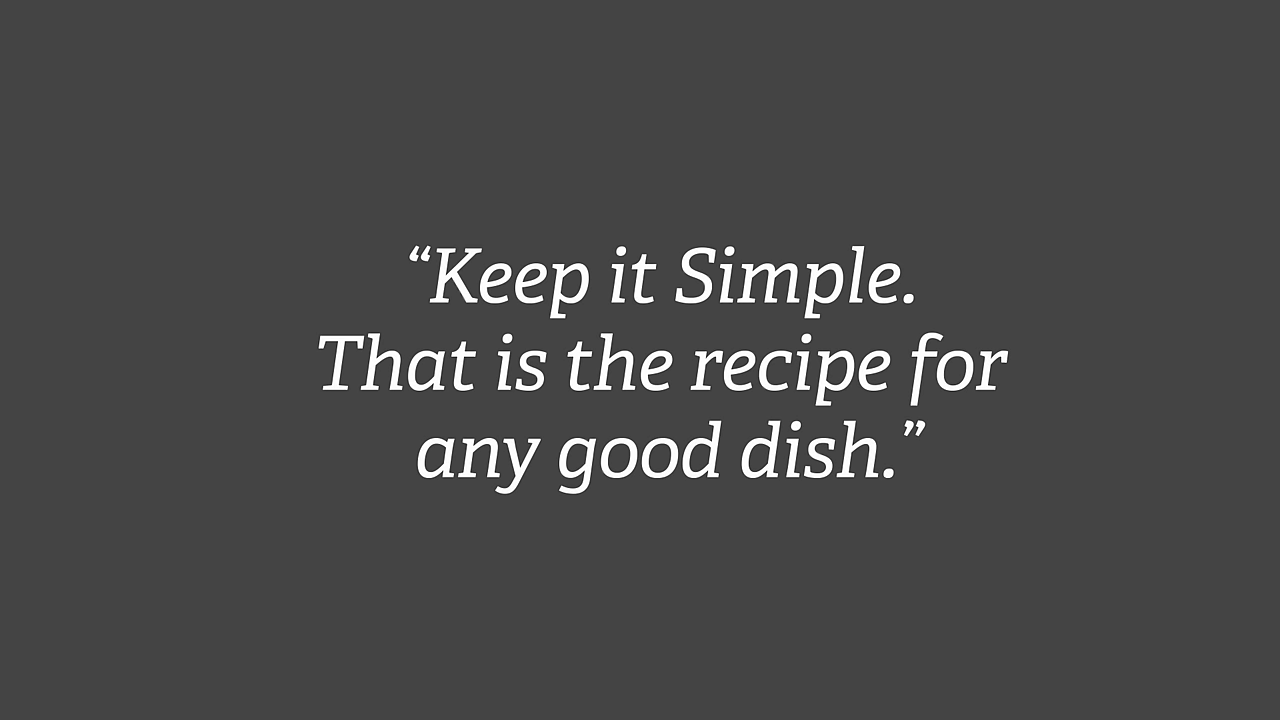 “Keep it Simple.
That is the recipe for
any good dish.”